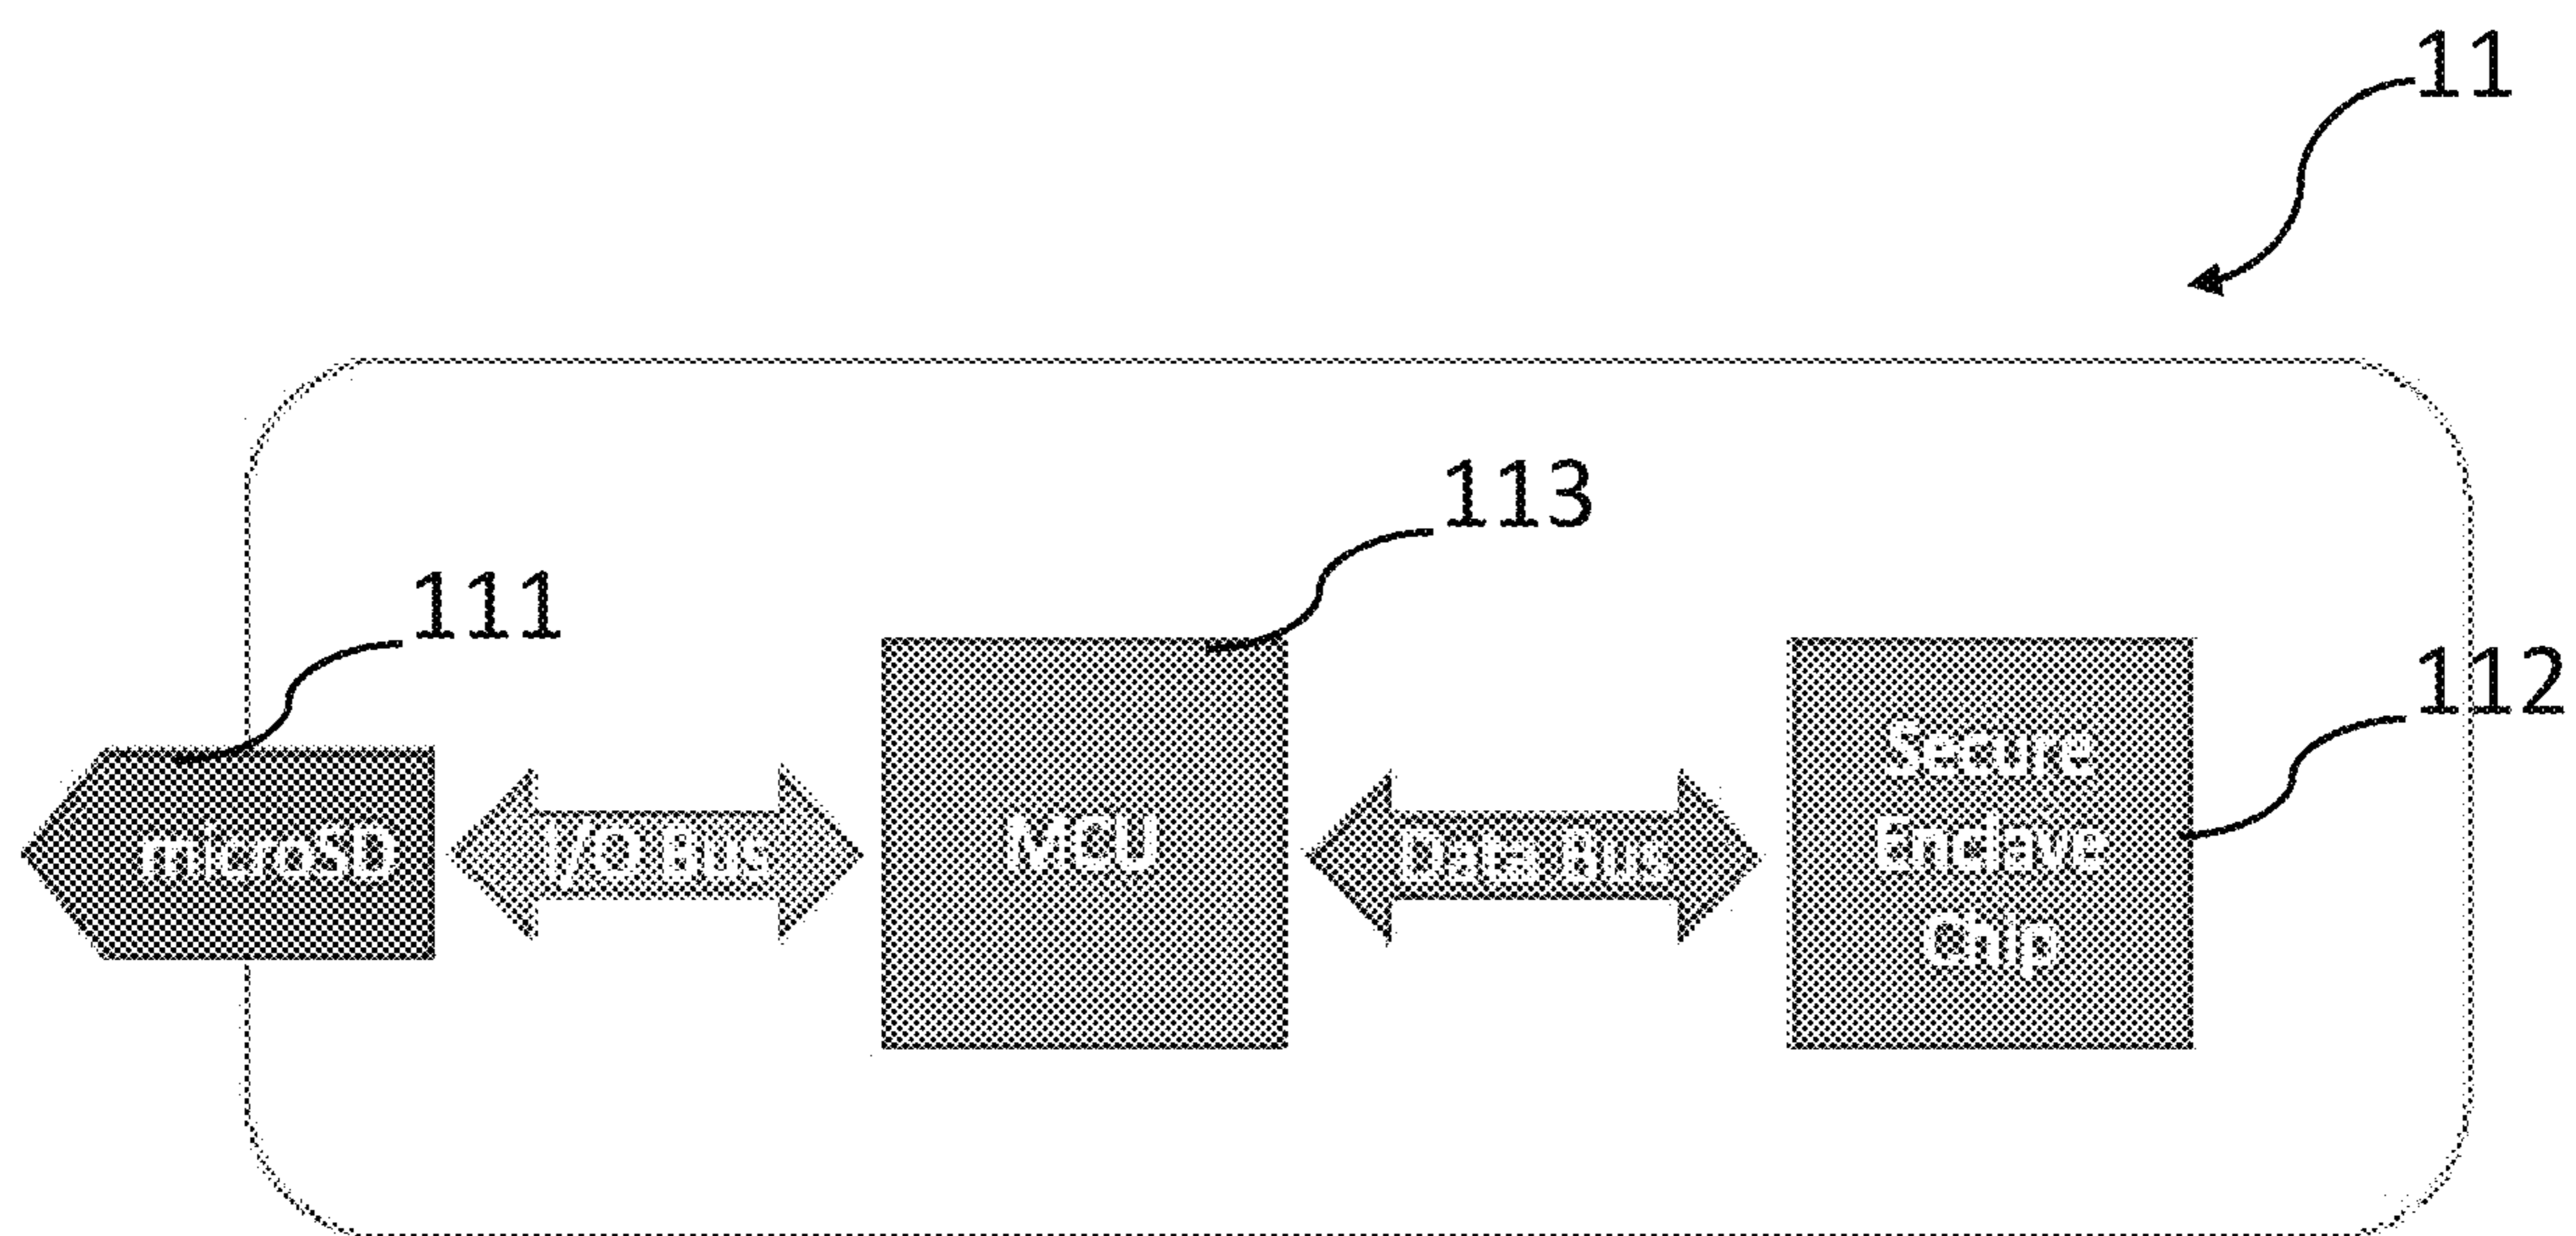 11
113
111
112
microSD
I/O Bus
MCU
Data Bus
Secure
Enclave
Chip